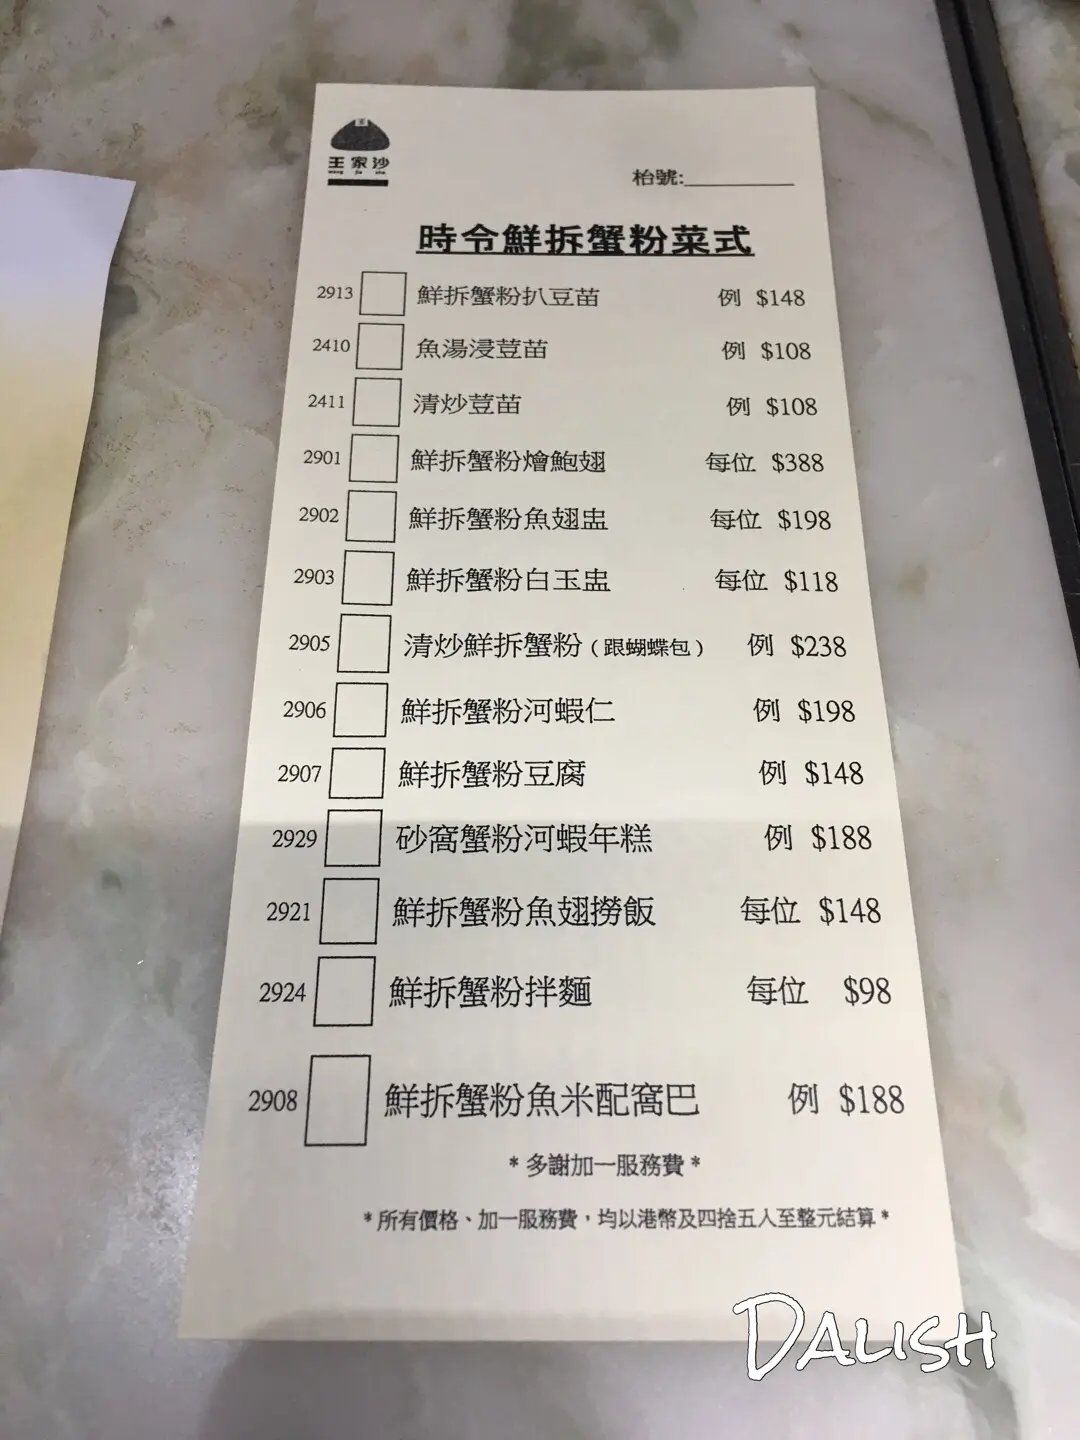 王家沙
枱號:
時令鮮拆蟹粉菜式
2913 鮮拆蟹粉扒豆苗 例 $148
2410 魚湯浸荳苗 例 $108
2411 清炒荳苗 例 $108
2901 鮮拆蟹粉燴鮑翅 每位 $388
2902 鮮拆蟹粉魚翅盅 每位 $198
2903 鮮拆蟹粉白玉盅 每位 $118
2905 清炒鮮拆蟹粉(跟蝴蝶包) 例 $238
2906 鮮拆蟹粉河蝦仁 例 $198
2907 鮮拆蟹粉豆腐 例 $148
2929 砂窩蟹粉河蝦年糕 例 $188
2921 鮮拆蟹粉魚翅撈飯 每位 $148
2924 鮮拆蟹粉拌麵 每位 $98
2908 鮮拆蟹粉魚米配窩巴 例 $188
*多謝加一服務費*
*所有價格、加一服務費,均以港幣及四捨五人至整元結算*
DALISH